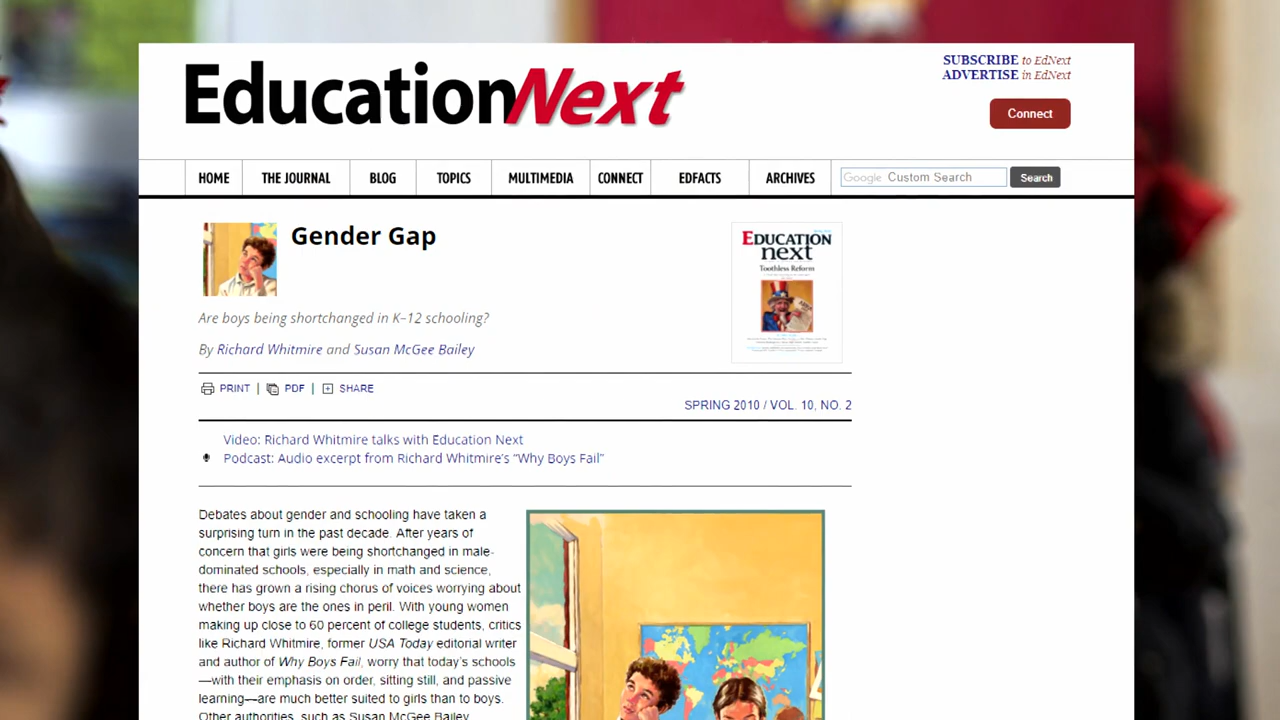 EducationNext
SUBSCRIBE to EdNext
ADVERTISE in EdNext
Connect
HOME THE JOURNAL BLOG TOPICS MULTIMEDIA CONNECT EDFACTS ARCHIVES Google Custom Search Search
Gender Gap
EDUCATION
next
Toothless Reform
Are boys being shortchanged in K–12 schooling?
By Richard Whitmire and Susan McGee Bailey
PRINT | PDF | SHARE
SPRING 2010 / VOL. 10, NO. 2
Video: Richard Whitmire talks with Education Next
Podcast: Audio excerpt from Richard Whitmire's "Why Boys Fail"
Debates about gender and schooling have taken a
surprising turn in the past decade. After years of
concern that girls were being shortchanged in male-
dominated schools, especially in math and science,
there has grown a rising chorus of voices worrying about
whether boys are the ones in peril. With young women
making up close to 60 percent of college students, critics
like Richard Whitmire, former USA Today editorial writer
and author of Why Boys Fail, worry that today's schools
—with their emphasis on order, sitting still, and passive
learning—are much better suited to girls than to boys.
Other authorities, such as Susan McGee Bailey,